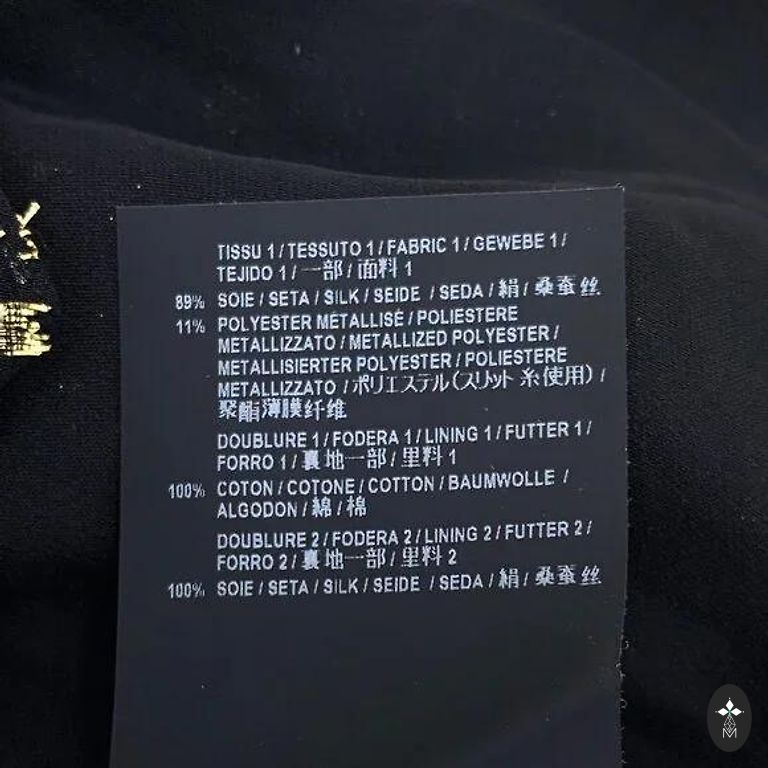 TISSU 1 / TESSUTO 1 / FABRIC 1 / GEWEBE 1 /
TEJIDO 1 / 一部 / 面料 1
89% SOIE / SETA / SILK / SEIDE / SEDA / 絹 / 桑蚕丝
11% POLYESTER MÉTALLISÉ / POLIESTERE
METALLIZZATO / METALLIZED POLYESTER /
METALLISIERTER POLYESTER / POLIESTERE
METALLIZZATO / ポリエステル(スリット 糸使用) /
聚酯薄膜纤维
DOUBLURE 1 / FODERA 1 / LINING 1 / FUTTER 1 /
FORRO 1 / 裏地一部 / 里料 1
100% COTON / COTONE / COTTON / BAUMWOLLE /
ALGODON / 綿 / 棉
DOUBLURE 2 / FODERA 2 / LINING 2 / FUTTER 2 /
FORRO 2 / 裏地一部 / 里料 2
100% SOIE / SETA / SILK / SEIDE / SEDA / 絹 / 桑蚕丝
M